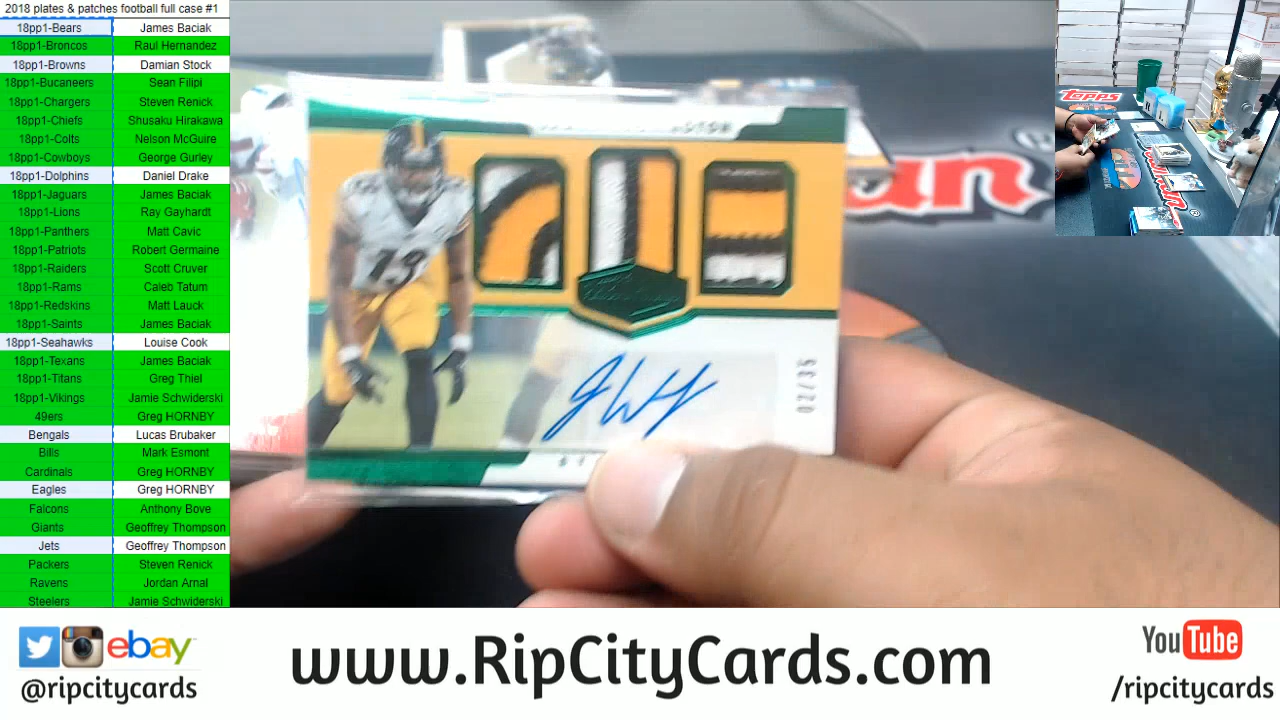 2018 plates & patches football full case #1
18pp1-Bears James Baciak
18pp1-Broncos Raul Hernandez
18pp1-Browns Damian Stock
18pp1-Bucaneers Sean Filipi
18pp1-Chargers Steven Renick
18pp1-Chiefs Shusaku Hirakawa
18pp1-Colts Nelson McGuire
18pp1-Cowboys George Gurley
18pp1-Dolphins Daniel Drake
18pp1-Jaguars James Baciak
18pp1-Lions Ray Gayhardt
18pp1-Panthers Matt Cavic
18pp1-Patriots Robert Germaine
18pp1-Raiders Scott Cruver
18pp1-Rams Caleb Tatum
18pp1-Redskins Matt Lauck
18pp1-Saints James Baciak
18pp1-Seahawks Louise Cook
18pp1-Texans James Baciak
18pp1-Titans Greg Thiel
18pp1-Vikings Jamie Schwiderski
49ers Greg HORNBY
Bengals Lucas Brubaker
Bills Mark Esmont
Cardinals Greg HORNBY
Eagles Greg HORNBY
Falcons Anthony Bove
Giants Geoffrey Thompson
Jets Geoffrey Thompson
Packers Steven Renick
Ravens Jordan Arnal
Steelers Jamie Schwiderski
19
02/35
Topps
ebay
@ripcitycards
www.RipCityCards.com
YouTube
/ripcitycards